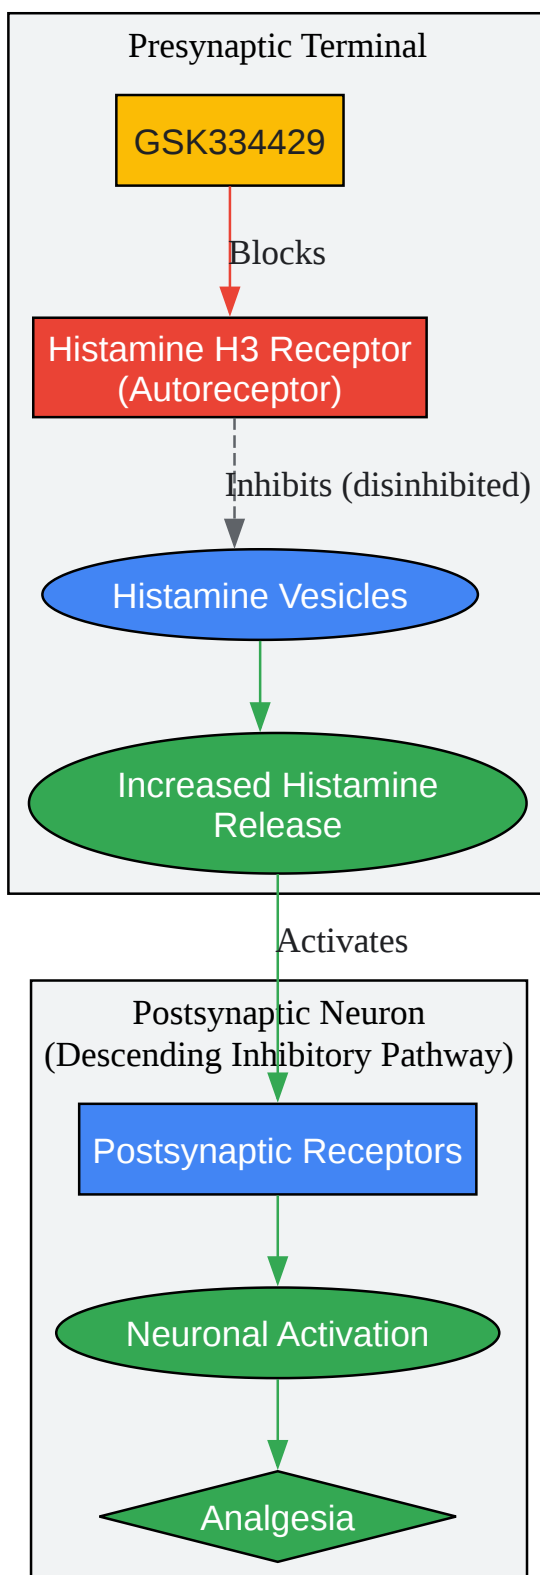 Presynaptic Terminal
GSK334429
Blocks
Histamine H3 Receptor
(Autoreceptor)
Inhibits (disinhibited)
Histamine Vesicles
Increased Histamine
Release
Activates
Postsynaptic Neuron
(Descending Inhibitory Pathway)
Postsynaptic Receptors
Neuronal Activation
Analgesia